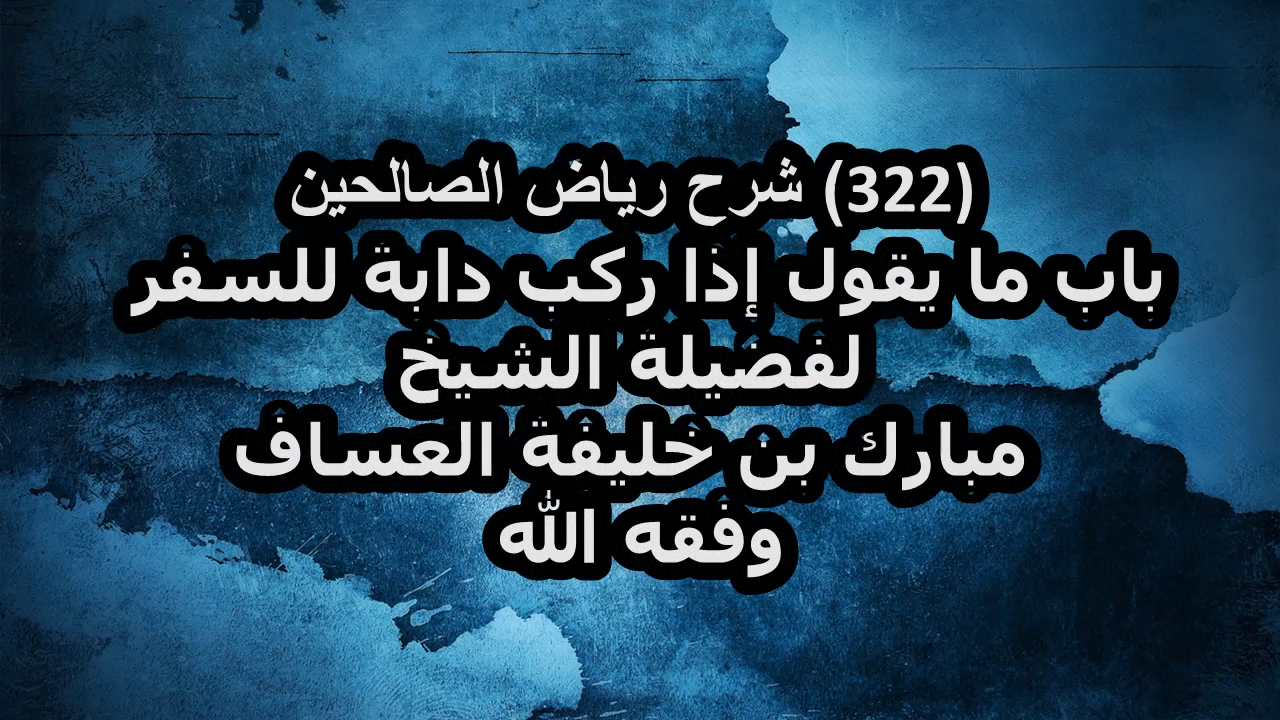 (322) شرح رياض الصالحين
باب ما يقول إذا ركب دابة للسفر
لفضيلة الشيخ
مبارك بن خليفة العساف
وفقه الله